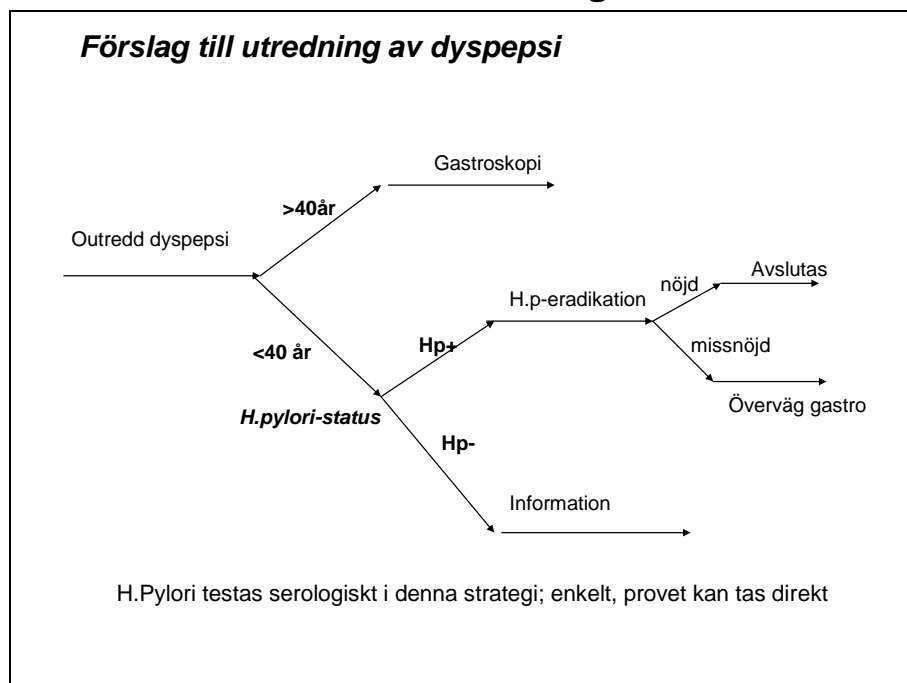 Förslag till utredning av dyspepsi
Gastroskopi
>40år
Outredd dyspepsi
Avslutas
nöjd
H.p-eradikation
<40 år
Hp+
missnöjd
Överväg gastro
H.pylori-status
Hp-
Information
H.Pylori testas serologiskt i denna strategi; enkelt, provet kan tas direkt